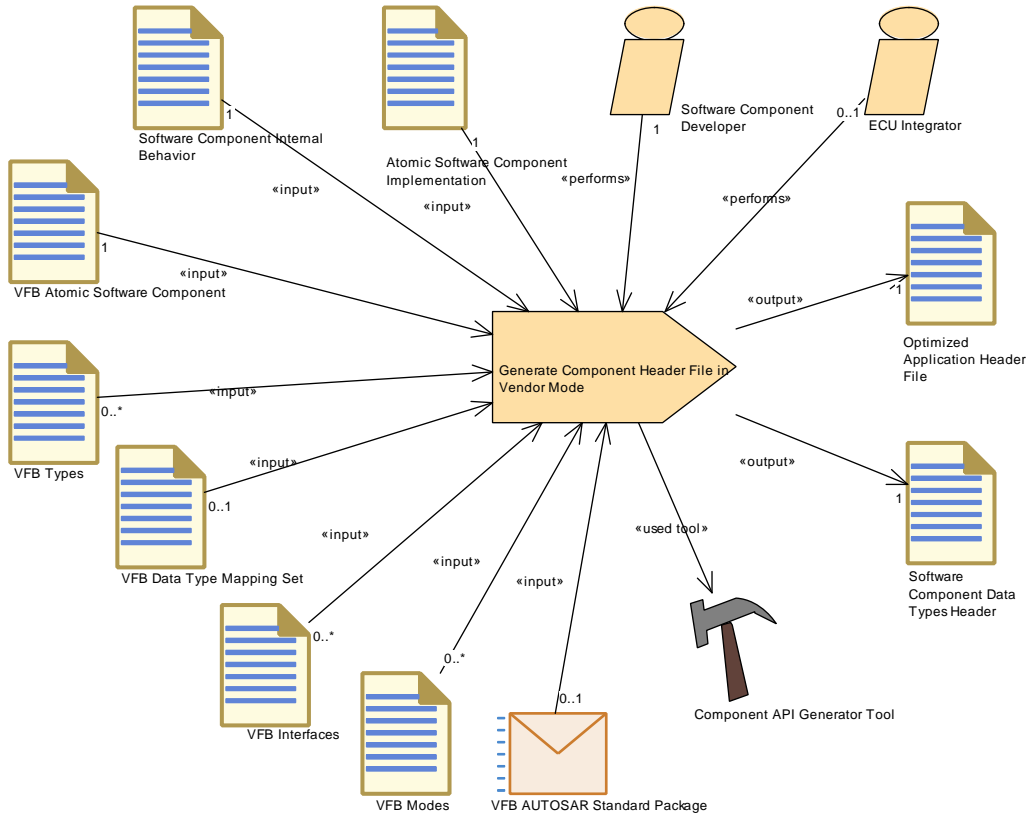 1
1
1
0..1
Software Component Internal
Behavior
Atomic Software Component
Implementation
Software Component
Developer
ECU Integrator
«input»
«input»
«performs»
«performs»
1
«input»
VFB Atomic Software Component
«output»
1
Optimized
Application Header
File
Generate Component Header File in
Vendor Mode
«input»
0..*
VFB Types
«input»
0..1
VFB Data Type Mapping Set
«output»
1
Software
Component Data
Types Header
«input»
«input»
«input»
«used tool»
0..*
VFB Interfaces
0..*
VFB Modes
0..1
VFB AUTOSAR Standard Package
Component API Generator Tool